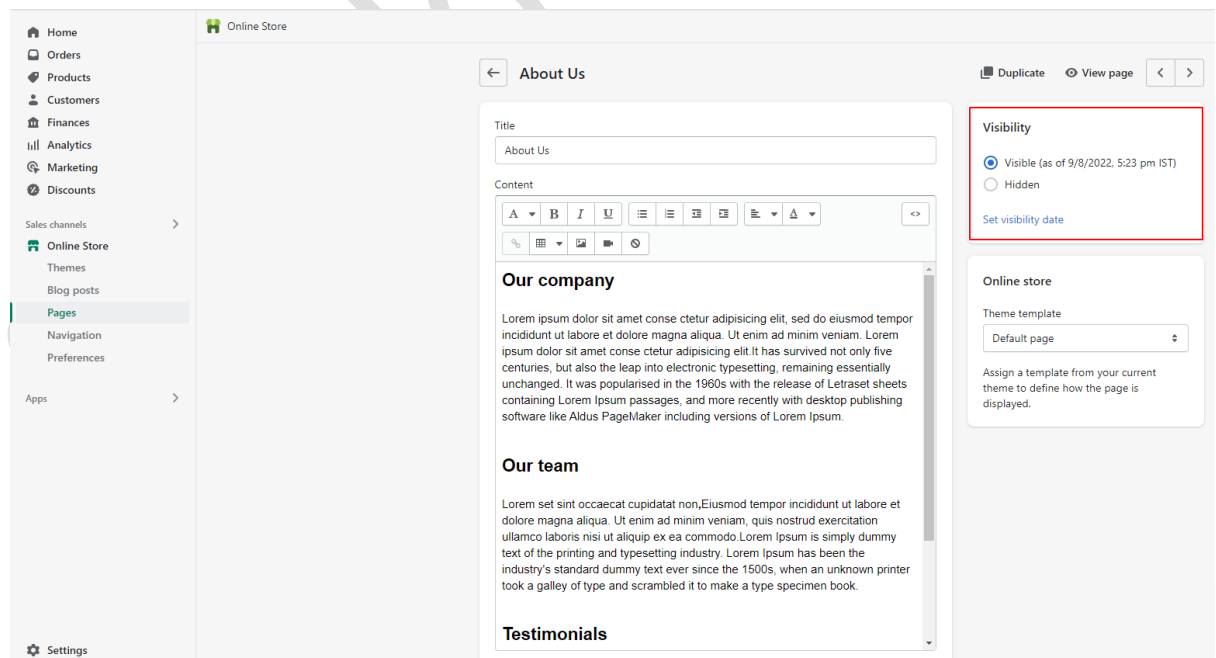 Home
Orders
Products
Customers
Finances
Analytics
Marketing
Discounts
Sales channels
Online Store
Themes
Blog posts
Pages
Navigation
Preferences
Apps
Settings
Online Store
About Us
Duplicate
View page
Title
About Us
Content
A B I U A <>
Our company
Lorem ipsum dolor sit amet conse ctetur adipisicing elit, sed do eiusmod tempor
incididunt ut labore et dolore magna aliqua. Ut enim ad minim veniam. Lorem
ipsum dolor sit amet conse ctetur adipisicing elit.It has survived not only five
centuries, but also the leap into electronic typesetting, remaining essentially
unchanged. It was popularised in the 1960s with the release of Letraset sheets
containing Lorem Ipsum passages, and more recently with desktop publishing
software like Aldus PageMaker including versions of Lorem Ipsum.
Our team
Lorem set sint occaecat cupidatat non,Eiusmod tempor incididunt ut labore et
dolore magna aliqua. Ut enim ad minim veniam, quis nostrud exercitation
ullamco laboris nisi ut aliquip ex ea commodo.Lorem Ipsum is simply dummy
text of the printing and typesetting industry. Lorem Ipsum has been the
industry's standard dummy text ever since the 1500s, when an unknown printer
took a galley of type and scrambled it to make a type specimen book.
Testimonials
Visibility
Visible (as of 9/8/2022, 5:23 pm IST)
Hidden
Set visibility date
Online store
Theme template
Default page
Assign a template from your current
theme to define how the page is
displayed.